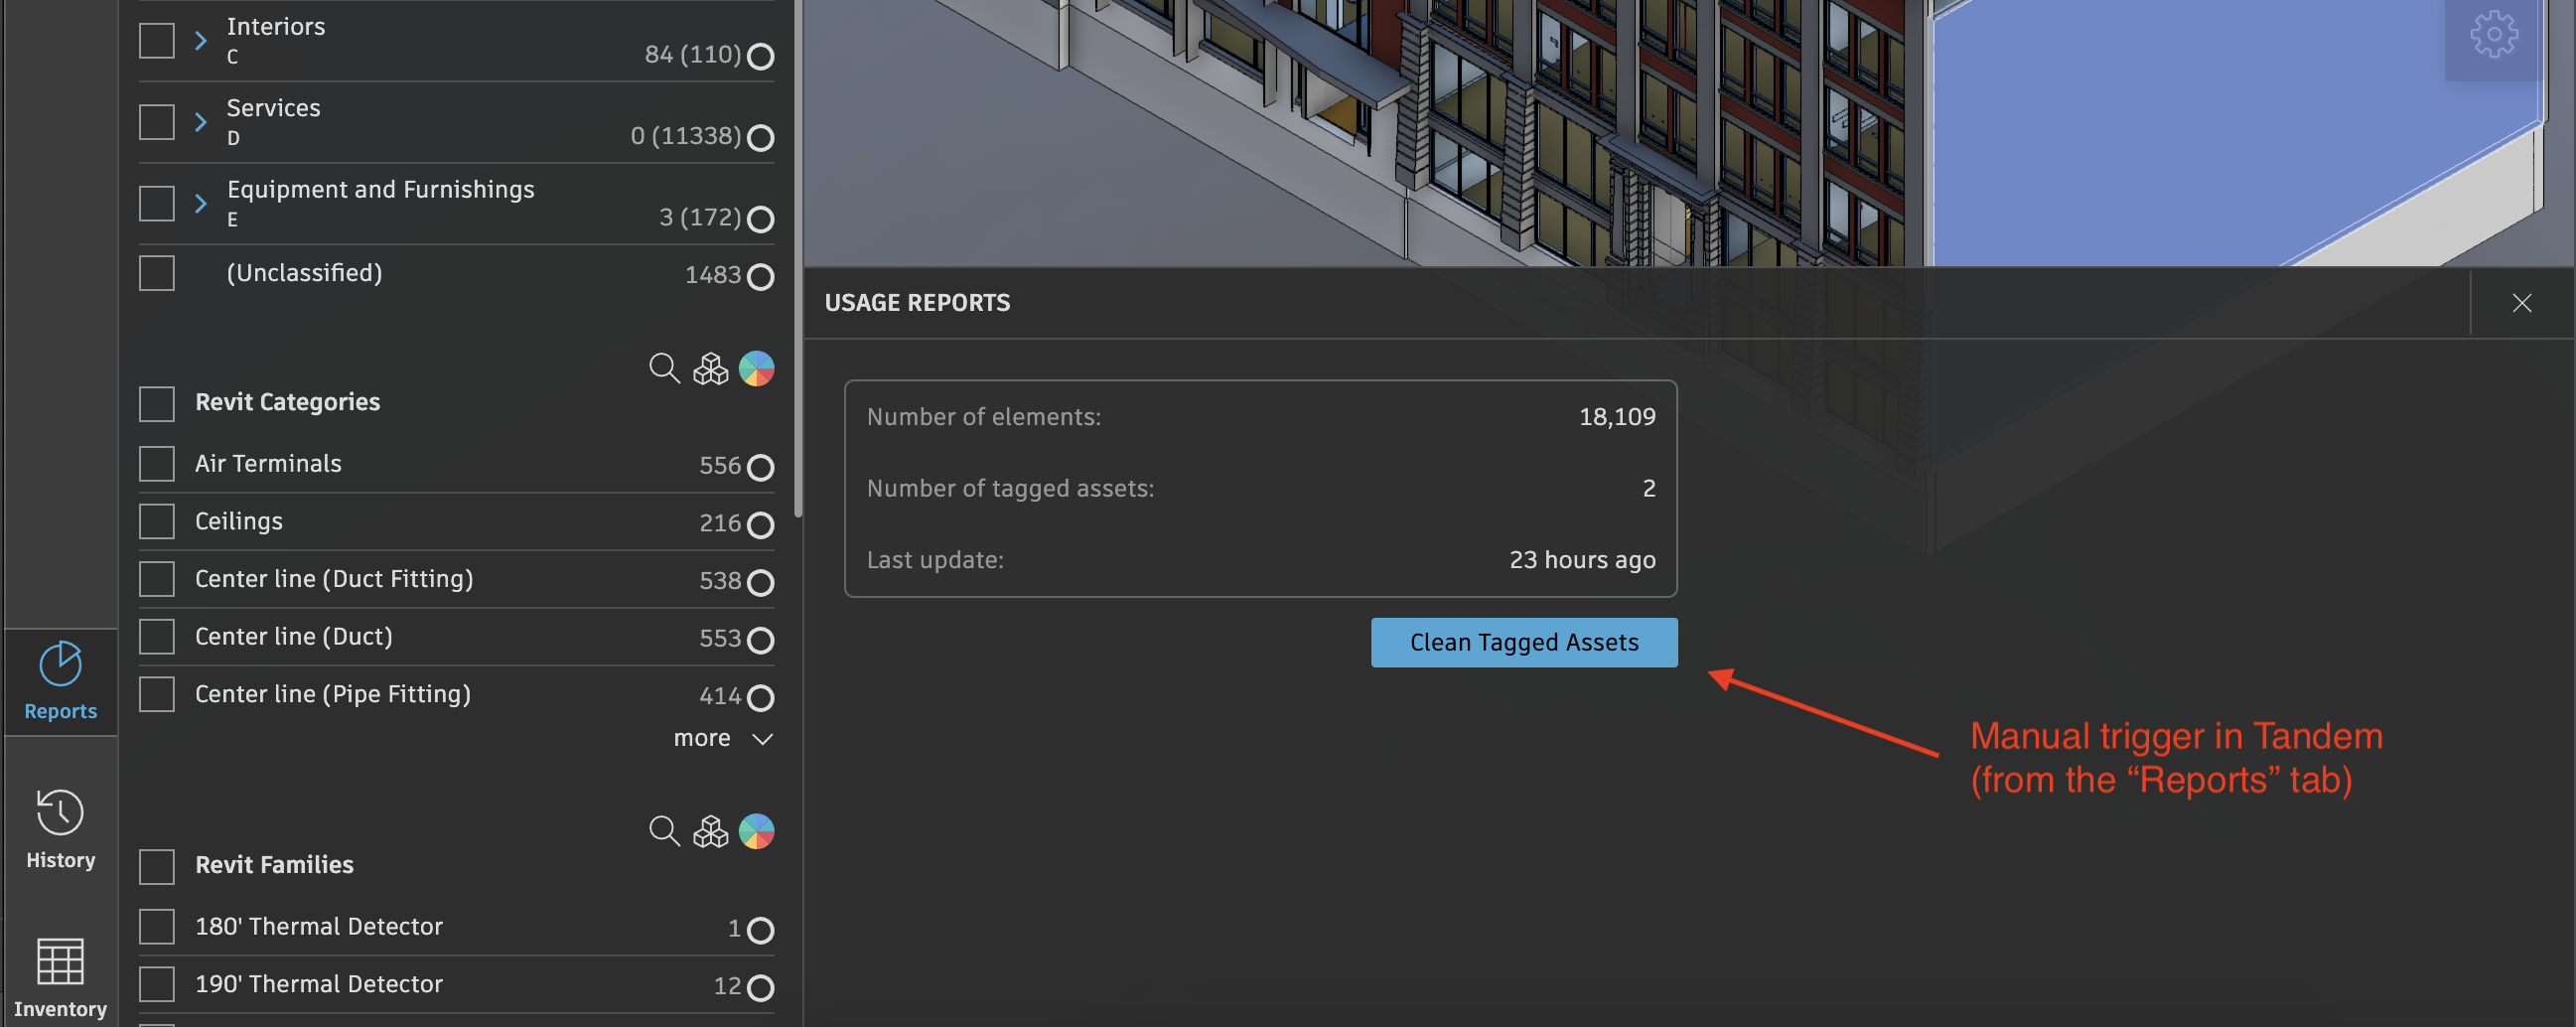 Interiors
C
84 (110)
Services
D
0 (11338)
Equipment and Furnishings
E
3 (172)
(Unclassified)
1483
Revit Categories
Air Terminals
556
Ceilings
216
Center line (Duct Fitting)
538
Center line (Duct)
553
Center line (Pipe Fitting)
414
more
Revit Families
180' Thermal Detector
1
190' Thermal Detector
12
Reports
History
Inventory
USAGE REPORTS
Number of elements:
18,109
Number of tagged assets:
2
Last update:
23 hours ago
Clean Tagged Assets
Manual trigger in Tandem
(from the “Reports” tab)